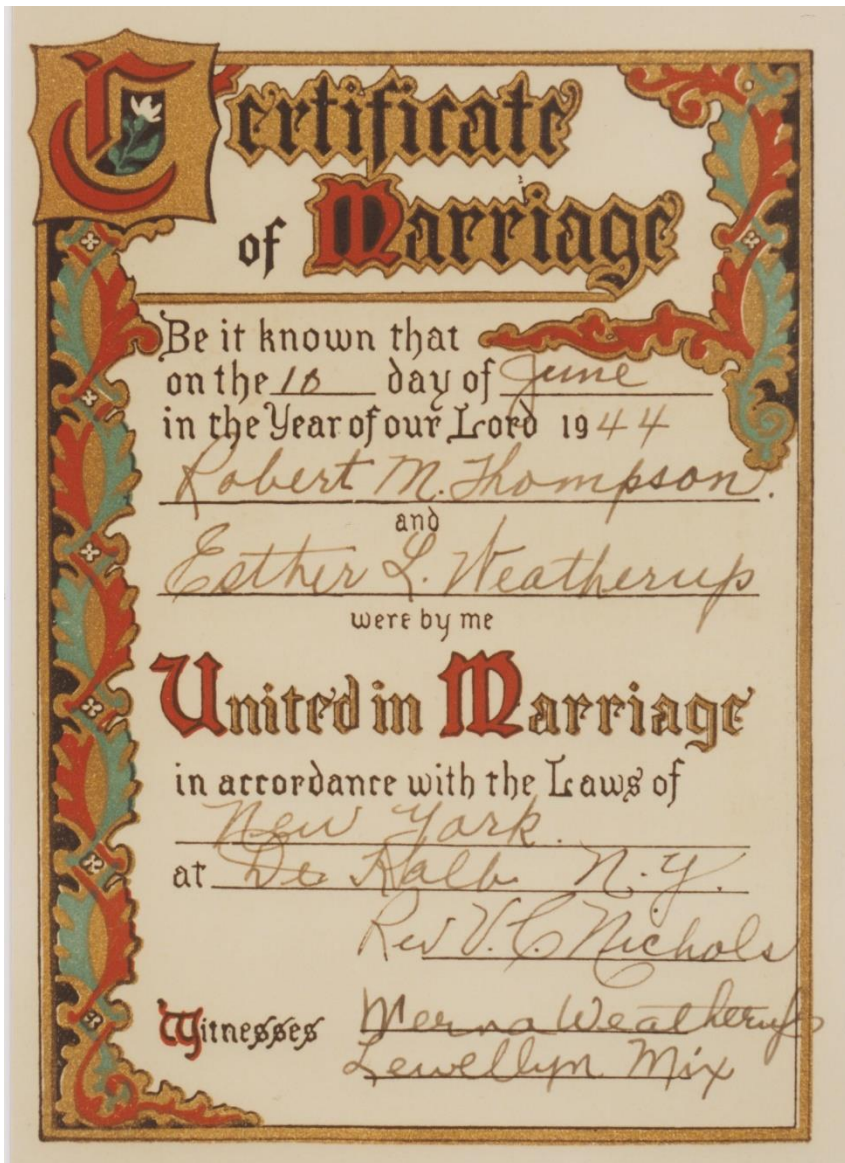 Certificate
of Marriage
Be it known that
on the 10 day of June
in the Year of our Lord 1944
Robert M. Thompson.
and
Esther L. Weatherup
were by me
United in Marriage
in accordance with the Laws of
New York.
at De Kalb N.Y.
Rev V. C. Nichols
Witnesses Merna Weatherup
Lewellyn Mix